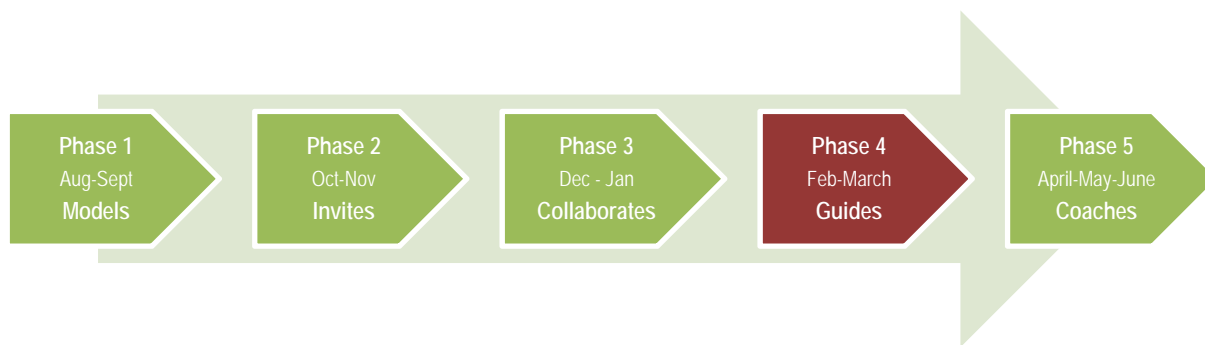 Phase 1
Aug-Sept
Models
Phase 2
Oct-Nov
Invites
Phase 3
Dec - Jan
Collaborates
Phase 4
Feb-March
Guides
Phase 5
April-May-June
Coaches